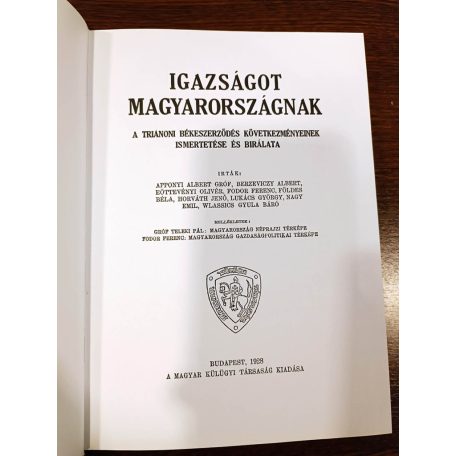 IGAZSÁGOT
MAGYARORSZÁGNAK
A TRIANONI BÉKESZERZŐDÉS KÖVETKEZMÉNYEINEK
ISMERTETÉSE ÉS BIRÁLATA
IRTÁK:
APPONYI ALBERT GRÓF, BERZEVICZY ALBERT,
EÖTTEVÉNYI OLIVÉR, FODOR FERENC, FÖLDES
BÉLA, HORVÁTH JENŐ, LUKÁCS GYÖRGY, NAGY
EMIL, WLASSICS GYULA BÁRÓ
MELLÉKLETEK:
GRÓF TELEKI PÁL: MAGYARORSZÁG NÉPRAJZI TÉRKÉPE
FODOR FERENC: MAGYARORSZÁG GAZDASÁGPOLITIKAI TÉRKÉPE
BUDAPEST, 1928
A MAGYAR KÜLÜGYI TÁRSASÁG KIADÁSA